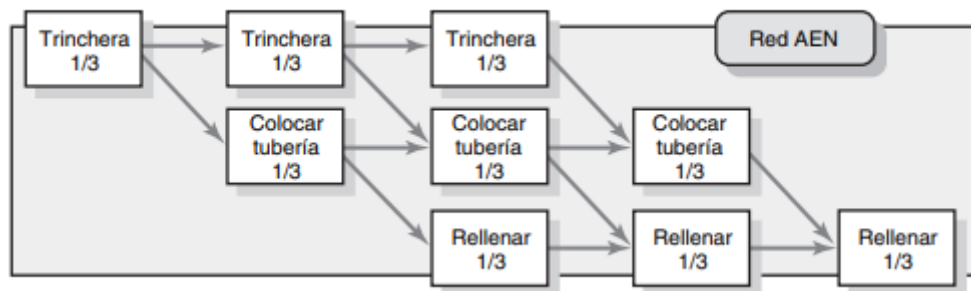 Trinchera
1/3
Trinchera
1/3
Trinchera
1/3
Red AEN
Colocar
tubería
1/3
Colocar
tubería
1/3
Colocar
tubería
1/3
Rellenar
1/3
Rellenar
1/3
Rellenar
1/3